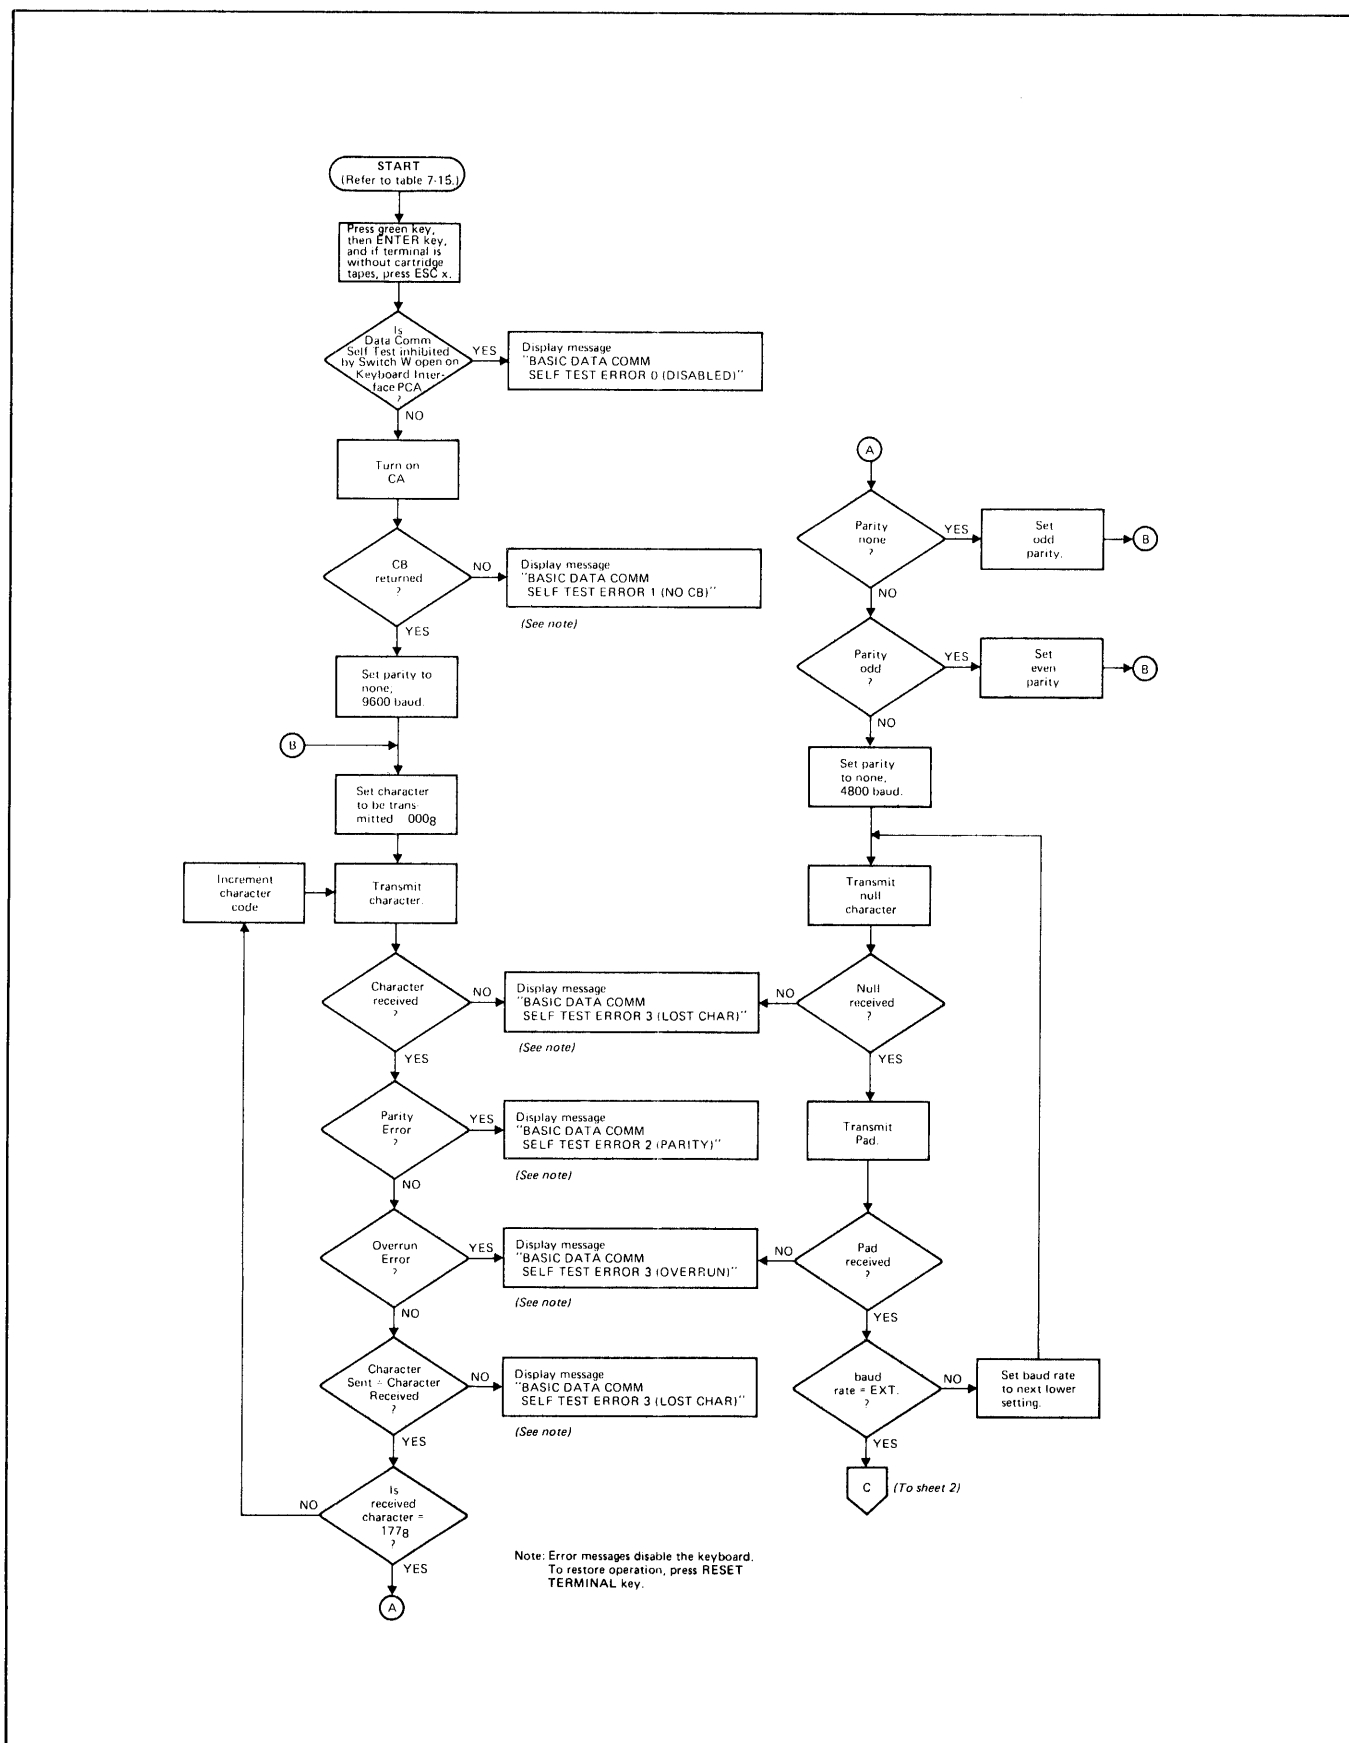 START
(Refer to table 7-15.)
Press green key,
then ENTER key,
and if terminal is
without cartridge
tapes, press ESC x.
Is
Data Comm
Self Test inhibited
by Switch W open on
Keyboard Inter-
face PCA
?
YES
Display message
"BASIC DATA COMM
SELF TEST ERROR 0 (DISABLED)"
NO
Turn on
CA
CB
returned
?
NO
Display message
"BASIC DATA COMM
SELF TEST ERROR 1 (NO CB)"
(See note)
YES
Set parity to
none,
9600 baud.
B
Set character
to be trans-
mitted 000₈
Increment
character
code
Transmit
character.
Character
received
?
NO
Display message
"BASIC DATA COMM
SELF TEST ERROR 3 (LOST CHAR)"
(See note)
YES
Parity
Error
?
YES
Display message
"BASIC DATA COMM
SELF TEST ERROR 2 (PARITY)"
(See note)
NO
Overrun
Error
?
YES
Display message
"BASIC DATA COMM
SELF TEST ERROR 3 (OVERRUN)"
(See note)
NO
Character
Sent = Character
Received
?
NO
Display message
"BASIC DATA COMM
SELF TEST ERROR 3 (LOST CHAR)"
(See note)
YES
Is
received
character =
177₈
?
NO
YES
A
A
Parity
none
?
YES
Set
odd
parity.
B
NO
Parity
odd
?
YES
Set
even
parity
B
NO
Set parity
to none,
4800 baud.
Transmit
null
character
Null
received
?
NO
YES
Transmit
Pad.
Pad
received
?
NO
YES
baud
rate = EXT.
?
NO
Set baud rate
to next lower
setting.
YES
C
(To sheet 2)
Note: Error messages disable the keyboard.
To restore operation, press RESET
TERMINAL key.